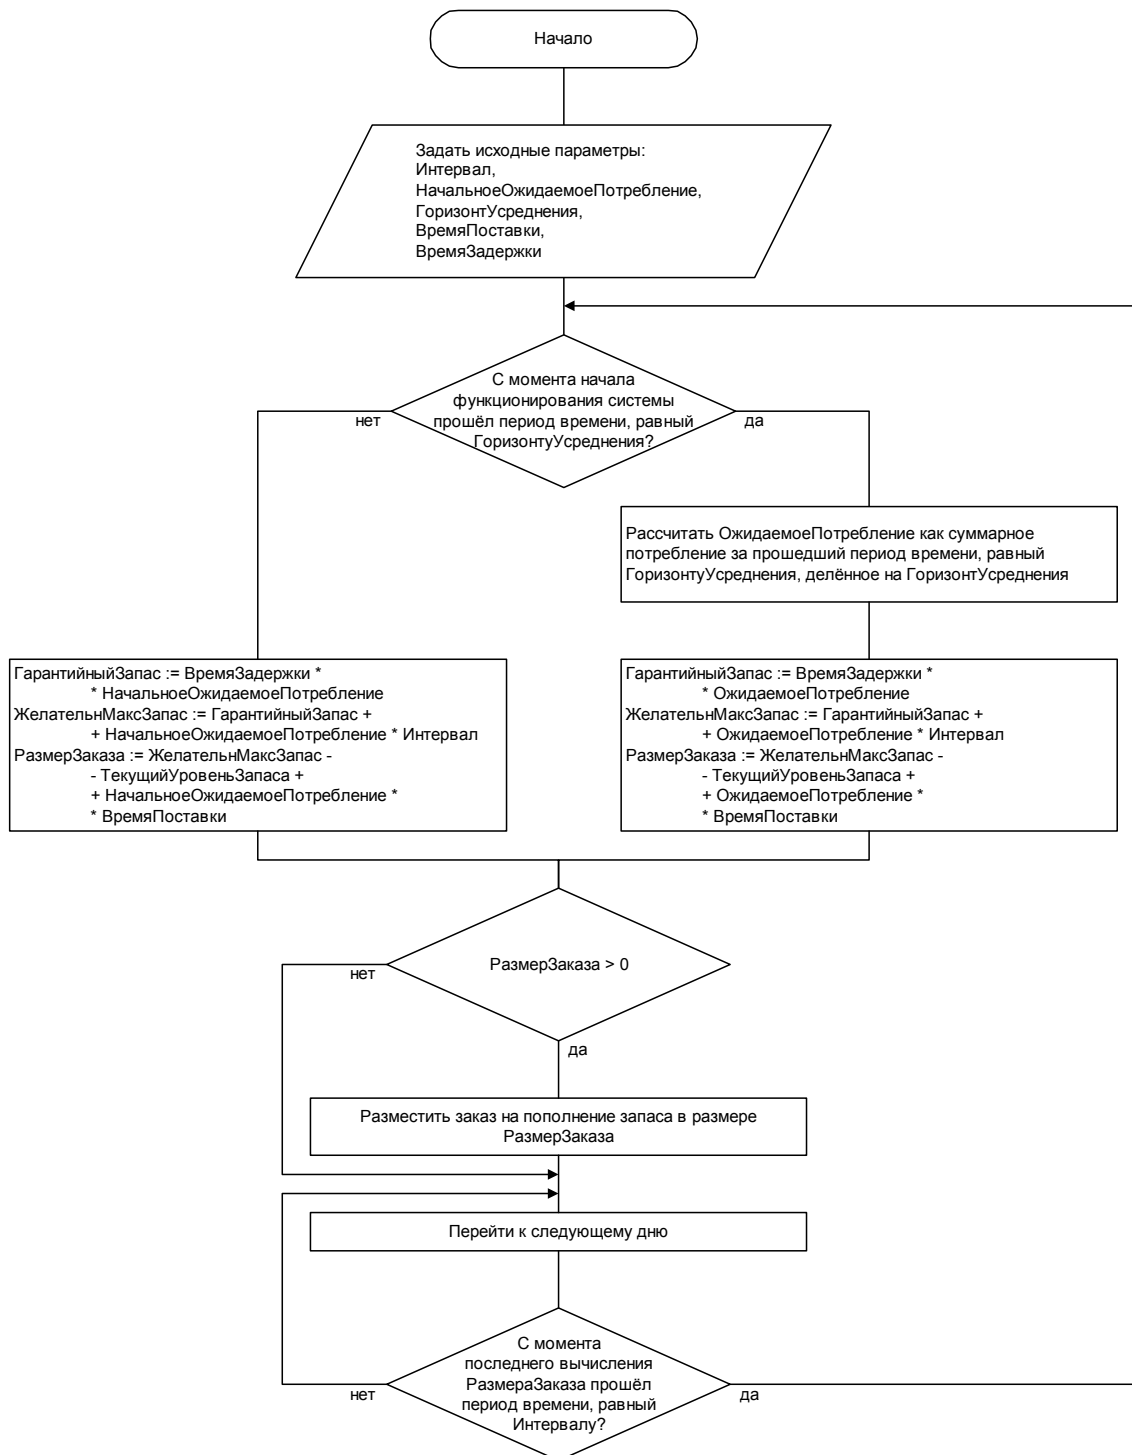 Начало
Задать исходные параметры:
Интервал,
НачальноеОжидаемоеПотребление,
ГоризонтУсреднения,
ВремяПоставки,
ВремяЗадержки
С момента начала
функционирования системы
прошёл период времени, равный
ГоризонтуУсреднения?
нет
да
Рассчитать ОжидаемоеПотребление как суммарное
потребление за прошедший период времени, равный
ГоризонтуУсреднения, делённое на ГоризонтУсреднения
ГарантийныйЗапас := ВремяЗадержки *
* НачальноеОжидаемоеПотребление
ЖелательнМаксЗапас := ГарантийныйЗапас +
+ НачальноеОжидаемоеПотребление * Интервал
РазмерЗаказа := ЖелательнМаксЗапас -
- ТекущийУровеньЗапаса +
+ НачальноеОжидаемоеПотребление *
* ВремяПоставки
ГарантийныйЗапас := ВремяЗадержки *
* ОжидаемоеПотребление
ЖелательнМаксЗапас := ГарантийныйЗапас +
+ ОжидаемоеПотребление * Интервал
РазмерЗаказа := ЖелательнМаксЗапас -
- ТекущийУровеньЗапаса +
+ ОжидаемоеПотребление *
* ВремяПоставки
РазмерЗаказа > 0
нет
да
Разместить заказ на пополнение запаса в размере
РазмерЗаказа
Перейти к следующему дню
С момента
последнего вычисления
РазмераЗаказа прошёл
период времени, равный
Интервалу?
нет
да